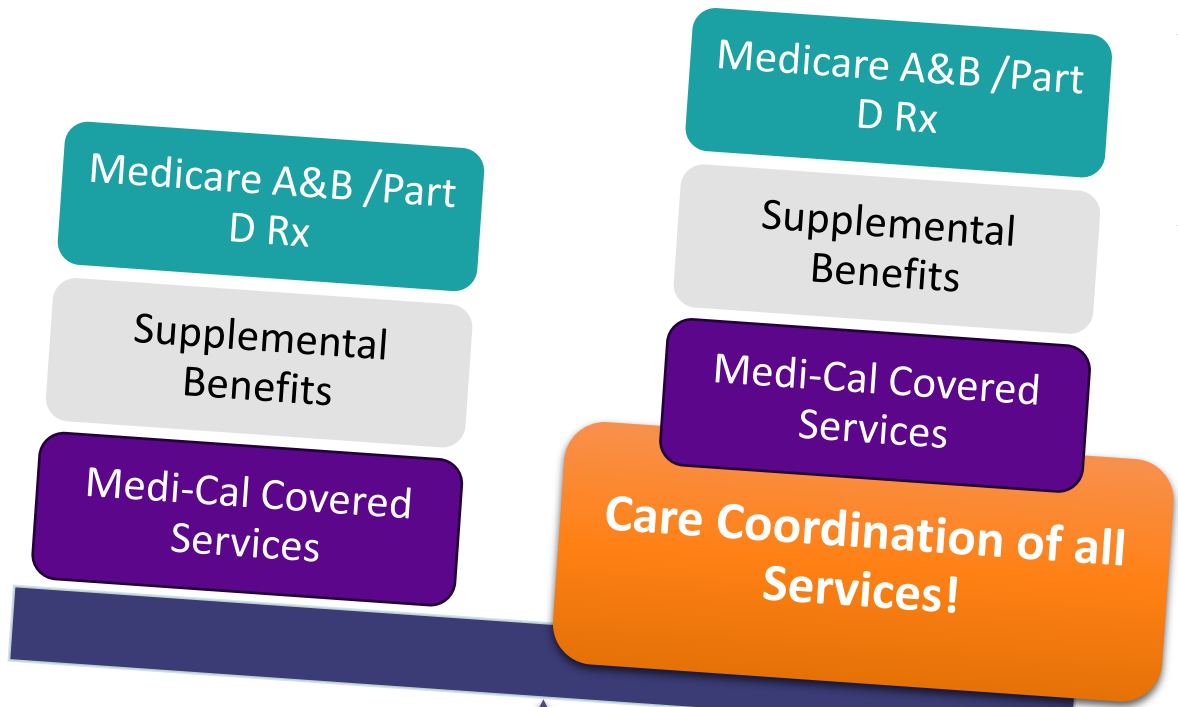 Medicare A&B /Part
D Rx
Supplemental
Benefits
Medi-Cal Covered
Services
Medicare A&B /Part
D Rx
Supplemental
Benefits
Medi-Cal Covered
Services
Care Coordination of all
Services!